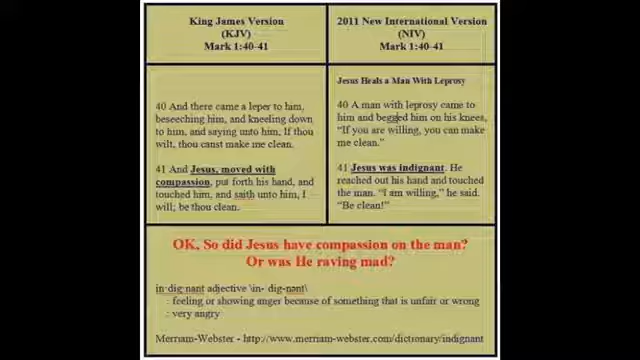 King James Version
(KJV)
Mark 1:40-41
2011 New International Version
(NIV)
Mark 1:40-41
40 And there came a leper to him,
beseeching him, and kneeling down
to him, and saying unto him, If thou
wilt, thou canst make me clean.
41 And Jesus, moved with
compassion, put forth his hand, and
touched him, and saith unto him, I
will; be thou clean.
Jesus Heals a Man With Leprosy
40 A man with leprosy came to
him and begged him on his knees,
“If you are willing, you can make
me clean.”
41 Jesus was indignant. He
reached out his hand and touched
the man. “I am willing,” he said.
“Be clean!”
OK, So did Jesus have compassion on the man?
Or was He raving mad?
in·dig·nant adjective \in-ˈdig-nənt\
: feeling or showing anger because of something that is unfair or wrong
: very angry
Merriam-Webster - http://www.merriam-webster.com/dictionary/indignant